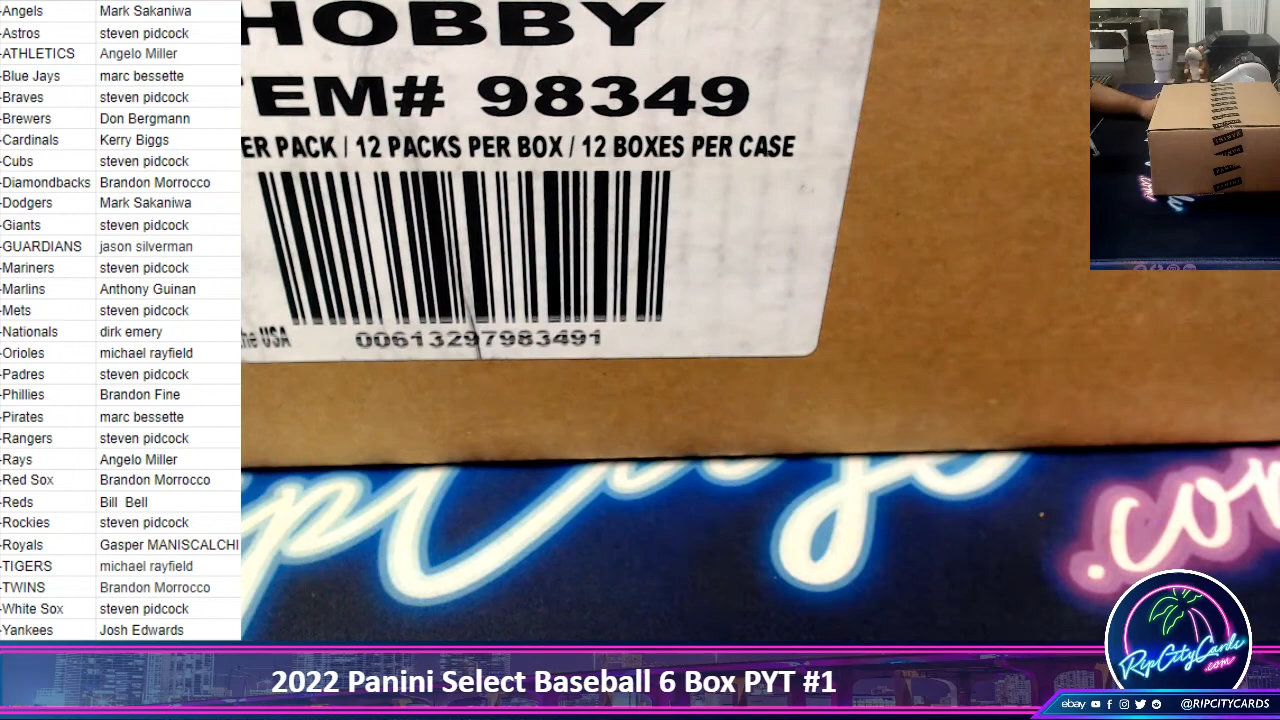 -Angels Mark Sakaniwa
-Astros steven pidcock
-ATHLETICS Angelo Miller
-Blue Jays marc bessette
-Braves steven pidcock
-Brewers Don Bergmann
-Cardinals Kerry Biggs
-Cubs steven pidcock
-Diamondbacks Brandon Morrocco
-Dodgers Mark Sakaniwa
-Giants steven pidcock
-GUARDIANS jason silverman
-Mariners steven pidcock
-Marlins Anthony Guinan
-Mets steven pidcock
-Nationals dirk emery
-Orioles michael rayfield
-Padres steven pidcock
-Phillies Brandon Fine
-Pirates marc bessette
-Rangers steven pidcock
-Rays Angelo Miller
-Red Sox Brandon Morrocco
-Reds Bill Bell
-Rockies steven pidcock
-Royals Gasper MANISCALCHI
-TIGERS michael rayfield
-TWINS Brandon Morrocco
-White Sox steven pidcock
-Yankees Josh Edwards
HOBBY
TEM# 98349
ER PACK / 12 PACKS PER BOX / 12 BOXES PER CASE
the USA 00613297983491
.com
RipCityCards
.com
2022 Panini Select Baseball 6 Box PYT #1
ebay @RIPCITYCARDS